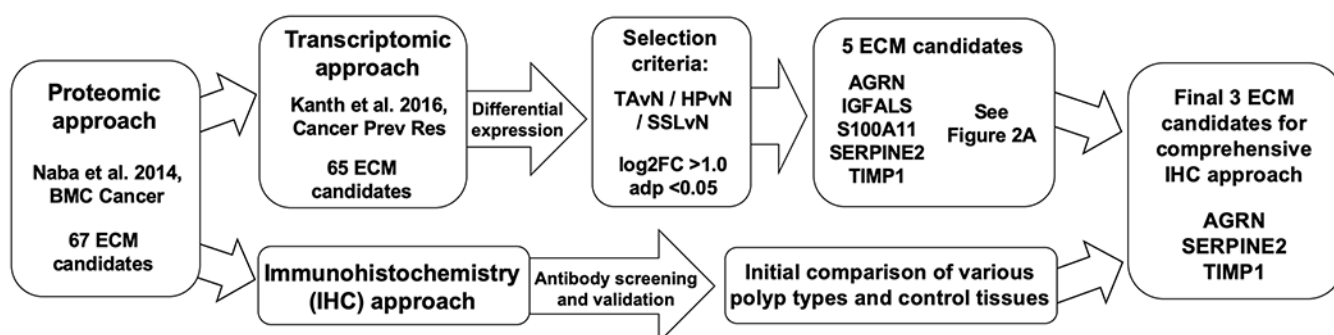 Proteomic
approach
Naba et al. 2014,
BMC Cancer
67 ECM
candidates
Transcriptomic
approach
Kanth et al. 2016,
Cancer Prev Res
65 ECM
candidates
Differential
expression
Selection
criteria:
TAvN / HPvN
/ SSLvN
log2FC >1.0
adp <0.05
5 ECM candidates
AGRN
IGFALS
S100A11
SERPINE2
TIMP1
See
Figure 2A
Immunohistochemistry
(IHC) approach
Antibody screening
and validation
Initial comparison of various
polyp types and control tissues
Final 3 ECM
candidates for
comprehensive
IHC approach
AGRN
SERPINE2
TIMP1